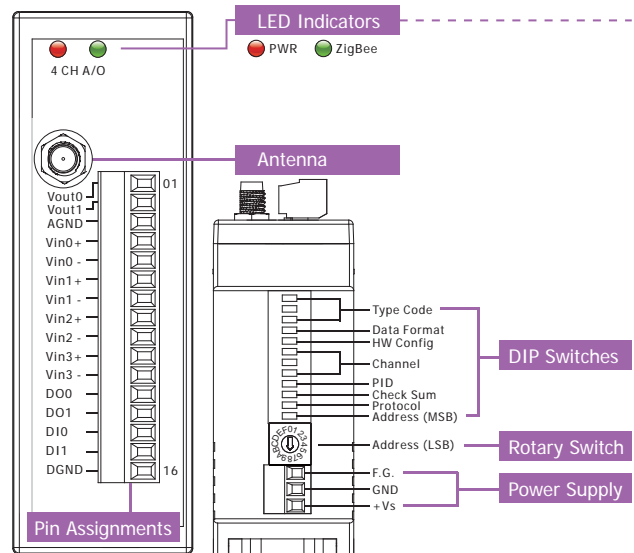 LED Indicators
PWR ZigBee
4 CH A/O
Antenna
01
Vout0
Vout1
AGND
Vin0+
Vin0 -
Vin1+
Vin1 -
Vin2+
Vin2 -
Vin3+
Vin3 -
DO0
DO1
DI0
DI1
DGND
16
Pin Assignments
Type Code
Data Format
HW Config
Channel
PID
Check Sum
Protocol
Address (MSB)
DIP Switches
0123456789ABCDEF
Address (LSB)
Rotary Switch
F.G.
GND
+Vs
Power Supply